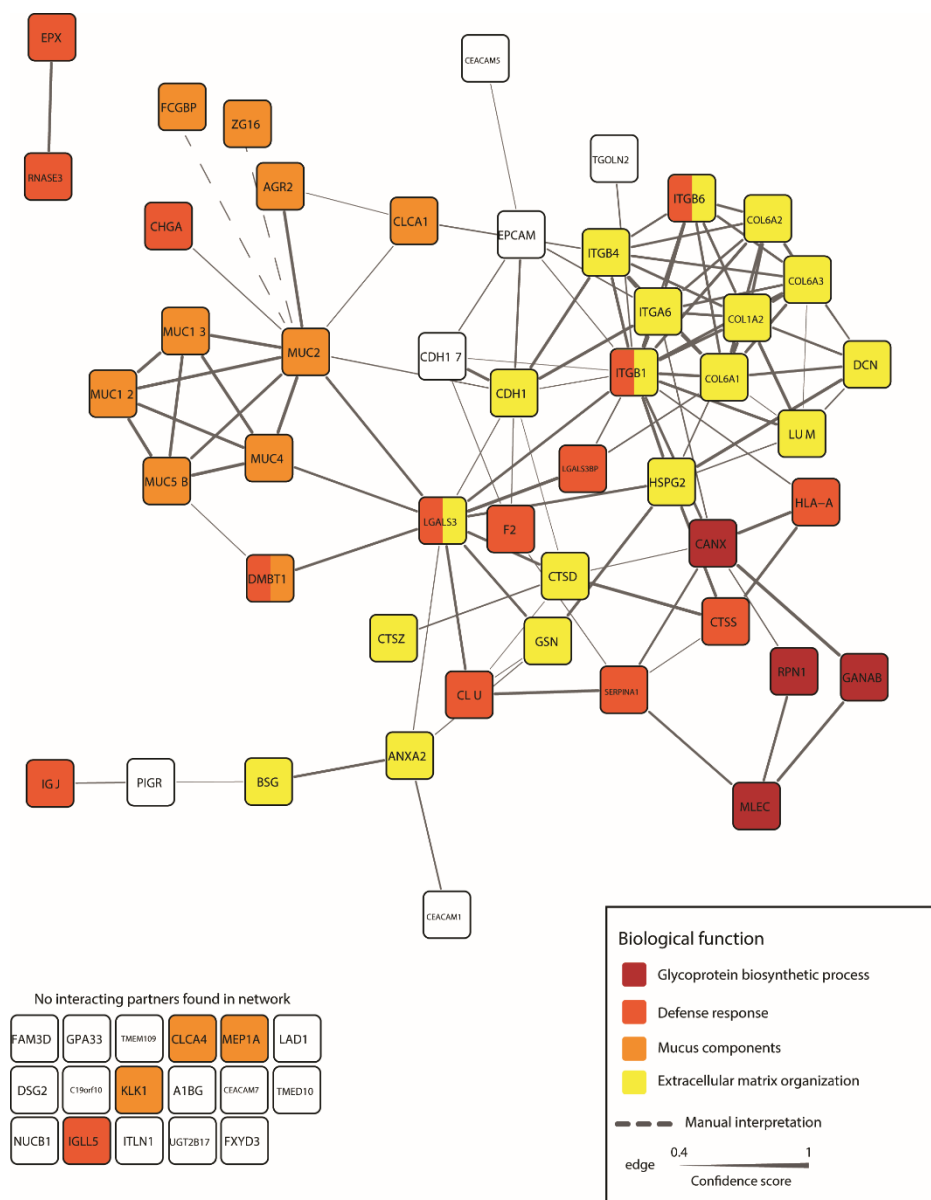 EPX
CEACAM5
FCGBP
ZG16
TGOLN2
RNASE3
AGR2
ITGB6
CHGA
CLCA1
COL6A2
EPCAM
ITGB4
COL6A3
ITGA6
COL1A2
MUC1 3
MUC2
CDH1 7
ITGB1
COL6A1
DCN
MUC1 2
CDH1
LU M
MUC4
LGALS3BP
MUC5 B
HSPG2
HLA-A
LGALS3
F2
CANX
DMBT1
CTSD
CTSS
CTSZ
GSN
RPN1
GANAB
CL U
SERPINA1
ANXA2
IG J
PIGR
BSG
MLEC
CEACAM1
Biological function
Glycoprotein biosynthetic process
Defense response
Mucus components
Extracellular matrix organization
Manual interpretation
edge
0.4
1
Confidence score
No interacting partners found in network
FAM3D GPA33 TMEM109 CLCA4 MEP1A LAD1
DSG2 C19orf10 KLK1 A1BG CEACAM7 TMED10
NUCB1 IGLL5 ITLN1 UGT2B17 FXYD3